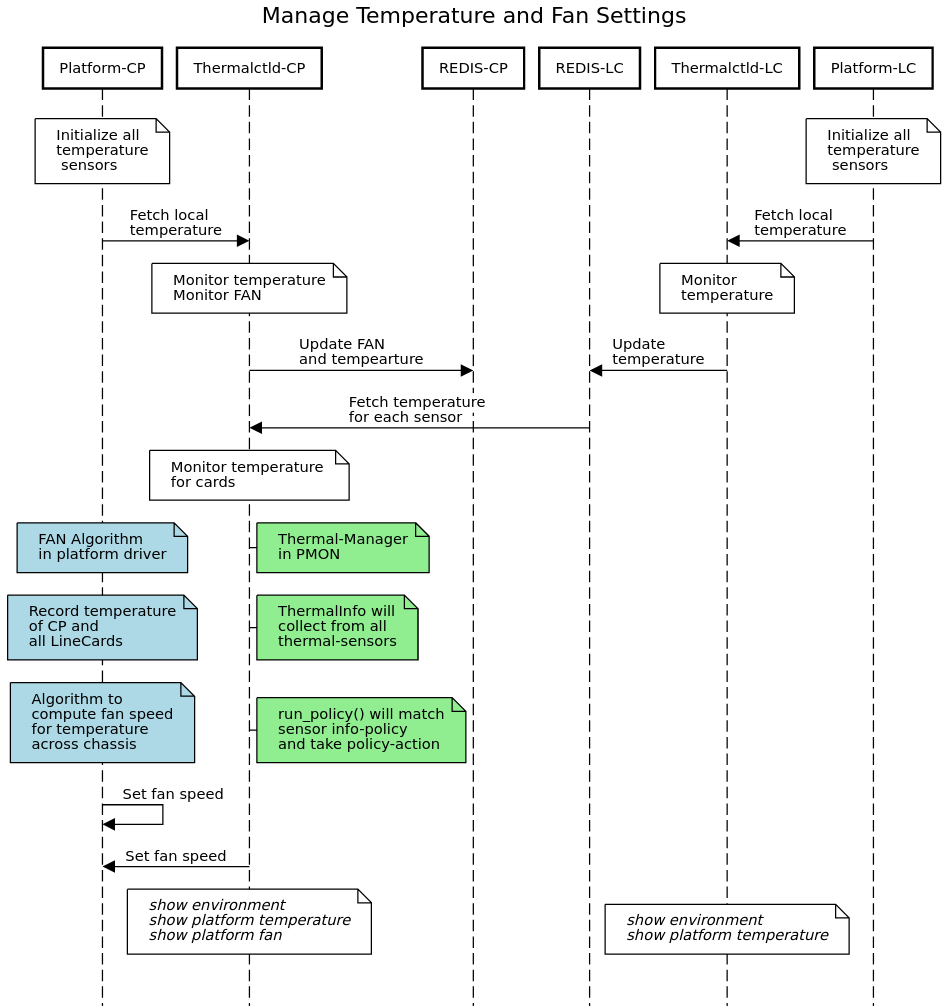 Manage Temperature and Fan Settings
Platform-CP
Thermalctld-CP
REDIS-CP
REDIS-LC
Thermalctld-LC
Platform-LC
Initialize all
temperature
sensors
Initialize all
temperature
sensors
Fetch local
temperature
Fetch local
temperature
Monitor temperature
Monitor FAN
Monitor
temperature
Update FAN
and tempearture
Update
temperature
Fetch temperature
for each sensor
Monitor temperature
for cards
FAN Algorithm
in platform driver
Thermal-Manager
in PMON
Record temperature
of CP and
all LineCards
ThermalInfo will
collect from all
thermal-sensors
Algorithm to
compute fan speed
for temperature
across chassis
run_policy() will match
sensor info-policy
and take policy-action
Set fan speed
Set fan speed
show environment
show platform temperature
show platform fan
show environment
show platform temperature